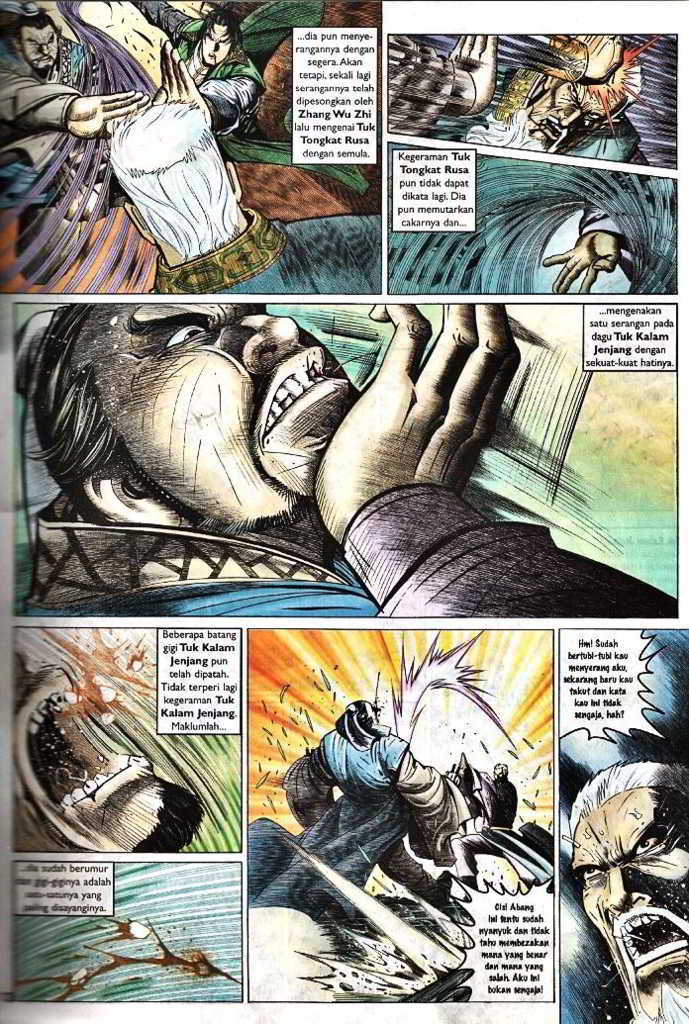 ...dia pun menye-
rangannya dengan
segera. Akan
tetapi, sekali lagi
serangannya telah
dipesongkan oleh
Zhang Wu Zhi
lalu mengenai Tuk
Tongkat Rusa
dengan semula.
Kegeraman Tuk
Tongkat Rusa
pun tidak dapat
dikata lagi. Dia
pun memutarkan
cakarnya dan...
...mengenakan
satu serangan pada
dagu Tuk Kalam
Jenjang dengan
sekuat-kuat hatinya.
Beberapa batang
gigi Tuk Kalam
Jenjang pun
telah dipatah.
Tidak terperi lagi
kegeraman Tuk
Kalam Jenjang.
Maklumlah...
...dia sudah berumur
dan gigi-giginya adalah
satu-satunya yang
paling disayanginya.
Cis! Abang
ini tentu sudah
nyanyuk dan tidak
tahu membezakan
mana yang benar
dan mana yang
salah. Aku ini
bukan sengaja!
Hm! Sudah
bertubi-tubi kau
menyerang aku,
sekarang baru kau
takut dan kata
kau ini tidak
sengaja, hah?